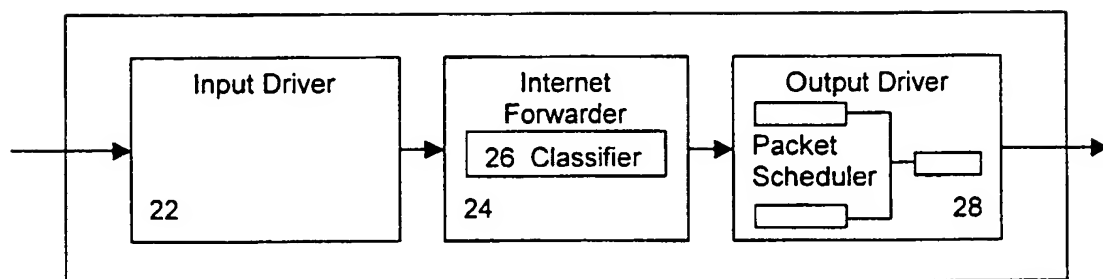 Input Driver
22
Internet
Forwarder
26 Classifier
24
Output Driver
Packet
Scheduler
28